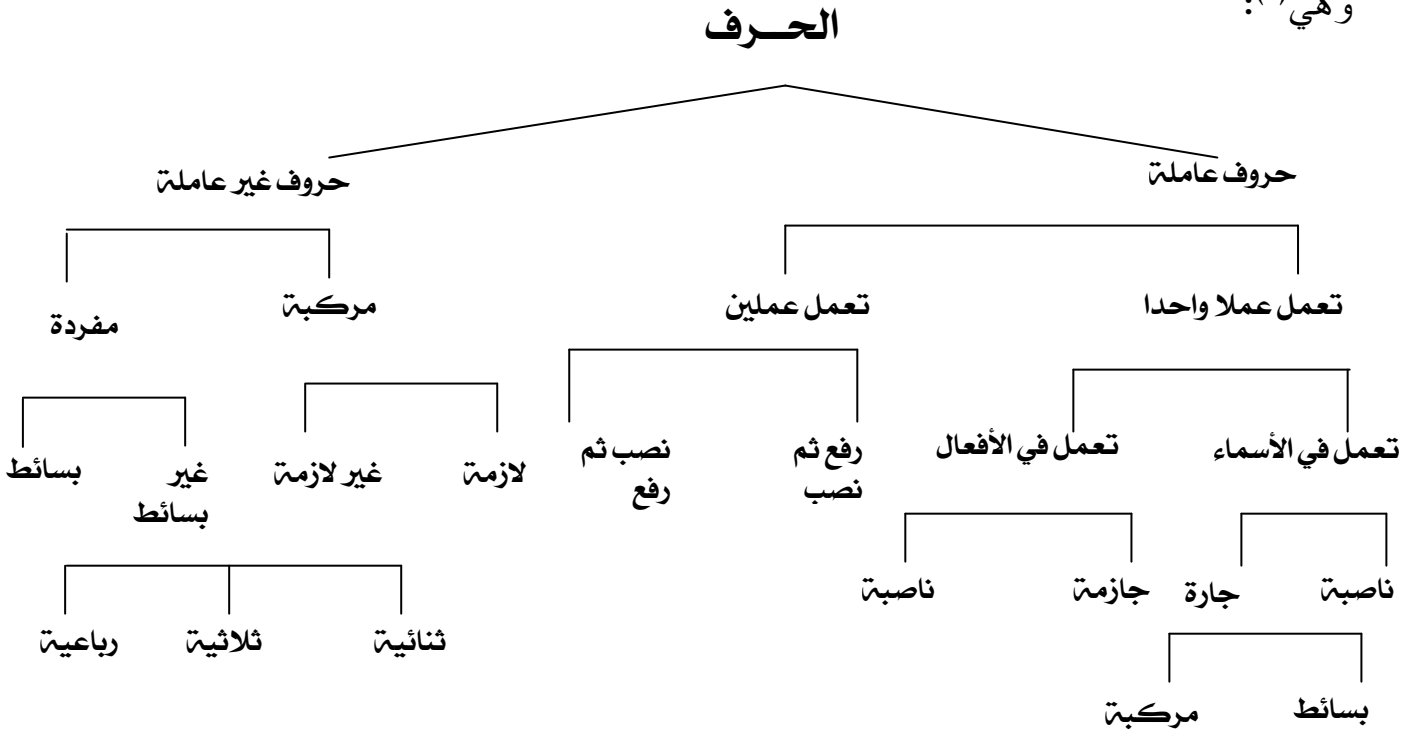 و هي(١):
الحــرف
حروف عاملة
حروف غير عاملة
تعمل عملا واحدا
تعمل عملين
مركبة
مفردة
تعمل في الأسماء
تعمل في الأفعال
رفع ثم
نصب
نصب ثم
رفع
لازمة
غير لازمة
غير
بسائط
بسائط
ناصبة
جارة
جازمة
ناصبة
ثنائية
ثلاثية
رباعية
بسائط
مركبة